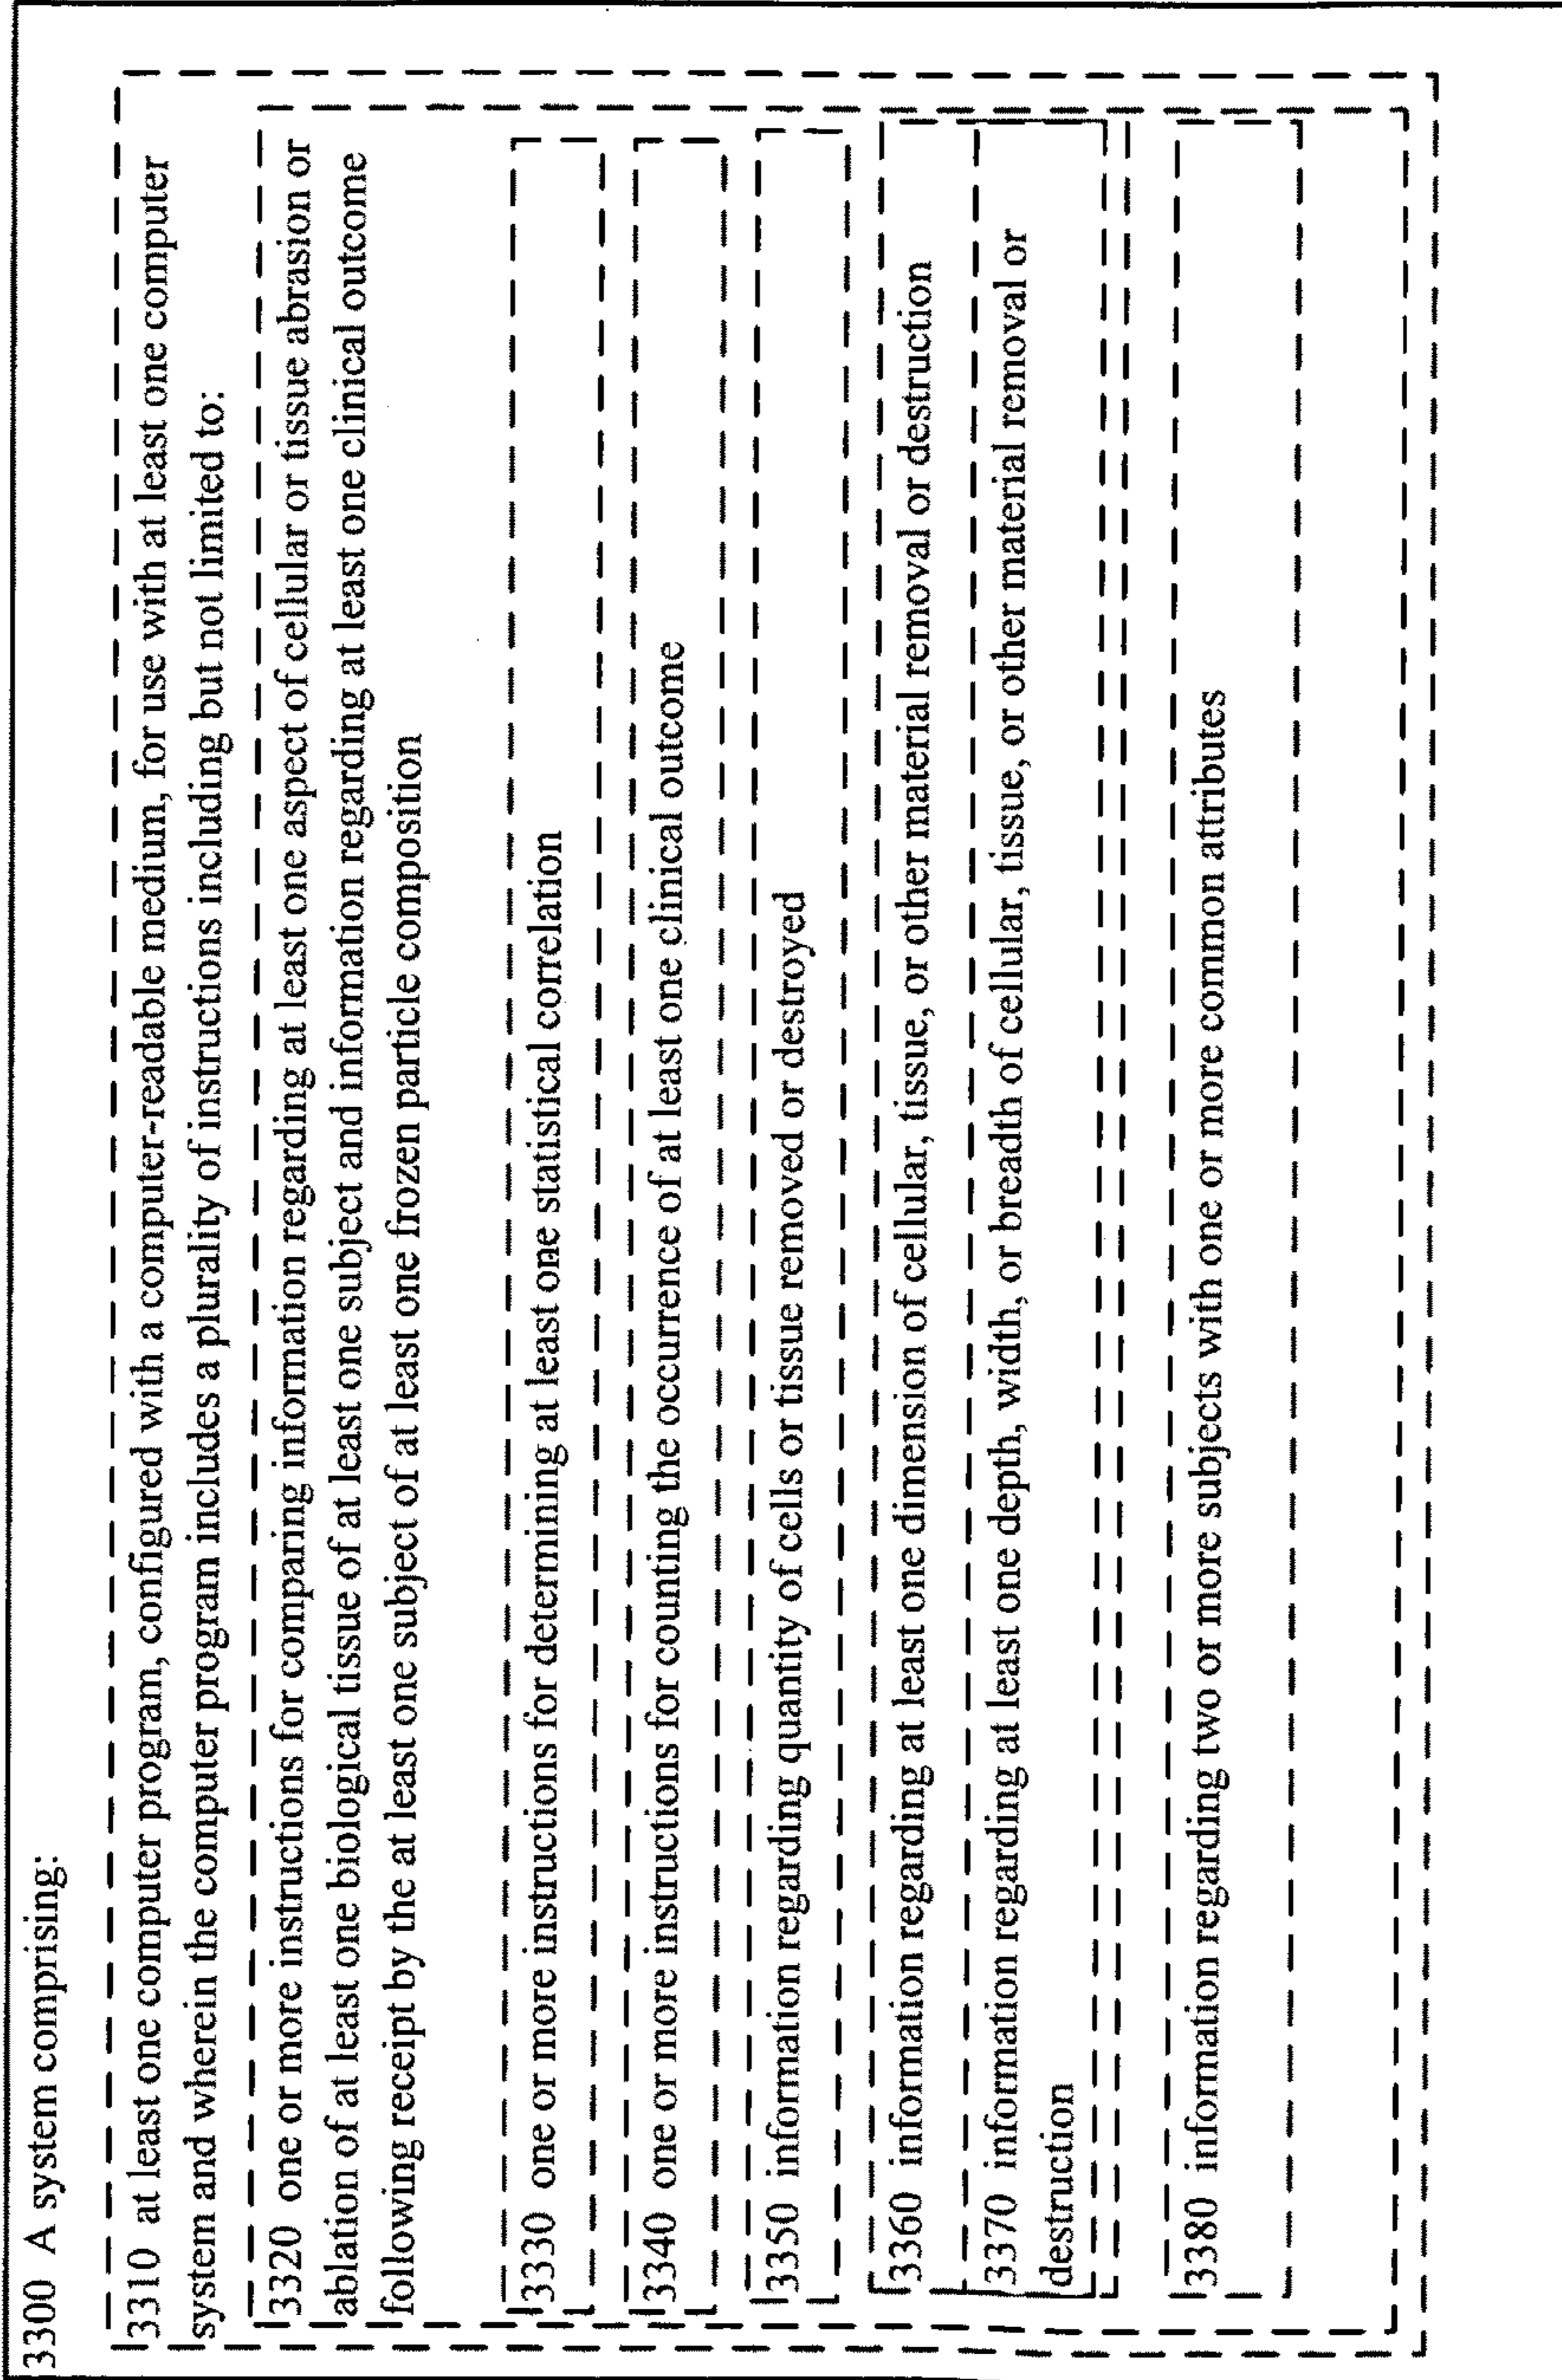 3300 A system comprising:
3310 at least one computer program, configured with a computer-readable medium, for use with at least one computer
system and wherein the computer program includes a plurality of instructions including but not limited to:
3320 one or more instructions for comparing information regarding at least one aspect of cellular or tissue abrasion or
ablation of at least one biological tissue of at least one subject and information regarding at least one clinical outcome
following receipt by the at least one subject of at least one frozen particle composition
3330 one or more instructions for determining at least one statistical correlation
3340 one or more instructions for counting the occurrence of at least one clinical outcome
3350 information regarding quantity of cells or tissue removed or destroyed
3360 information regarding at least one dimension of cellular, tissue, or other material removal or destruction
3370 information regarding at least one depth, width, or breadth of cellular, tissue, or other material removal or
destruction
3380 information regarding two or more subjects with one or more common attributes